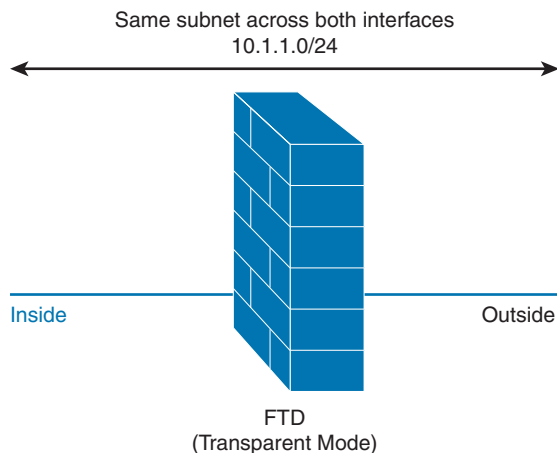 Same subnet across both interfaces
10.1.1.0/24
Inside
Outside
FTD
(Transparent Mode)